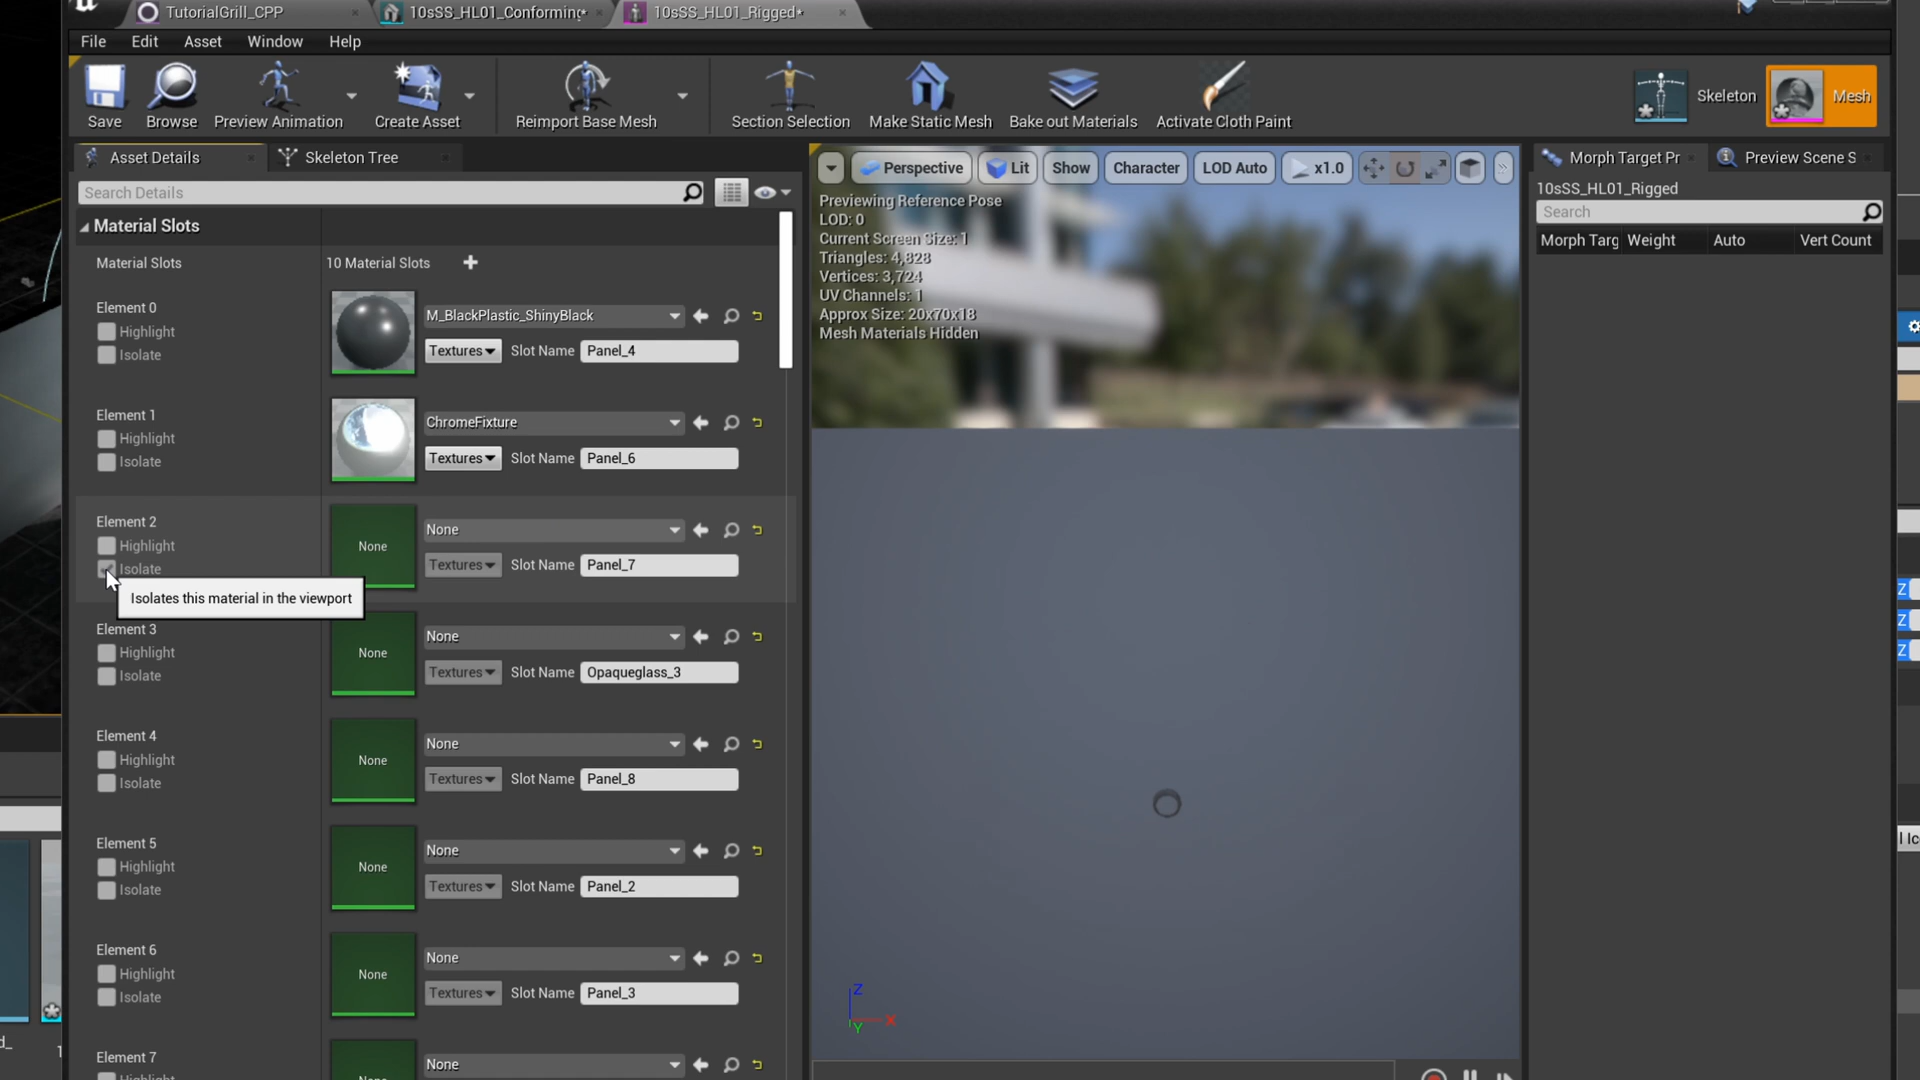 TutorialGrill_CPP
10sSS_HL01_Conforming*
10sSS_HL01_Rigged*
File Edit Asset Window Help
Save
Browse
Preview Animation
Create Asset
Reimport Base Mesh
Section Selection
Make Static Mesh
Bake out Materials
Activate Cloth Paint
Skeleton
Mesh
Asset Details
Skeleton Tree
Search Details
Material Slots
Material Slots
10 Material Slots
Element 0
Highlight
Isolate
M_BlackPlastic_ShinyBlack
Textures
Slot Name
Panel_4
Element 1
Highlight
Isolate
ChromeFixture
Textures
Slot Name
Panel_6
Element 2
Highlight
Isolate
None
None
Textures
Slot Name
Panel_7
Isolates this material in the viewport
Element 3
Highlight
Isolate
None
None
Textures
Slot Name
Opaqueglass_3
Element 4
Highlight
Isolate
None
None
Textures
Slot Name
Panel_8
Element 5
Highlight
Isolate
None
None
Textures
Slot Name
Panel_2
Element 6
Highlight
Isolate
None
None
Textures
Slot Name
Panel_3
Element 7
Highlight
None
None
Perspective
Lit
Show
Character
LOD Auto
x1.0
Previewing Reference Pose
LOD: 0
Current Screen Size: 1
Triangles: 4,828
Vertices: 3,724
UV Channels: 1
Approx Size: 20x70x18
Mesh Materials Hidden
Z
X
Y
Morph Target Pr
Preview Scene S
10sSS_HL01_Rigged
Search
Morph Targ
Weight
Auto
Vert Count
Z
Z
Z
l Ic
d_
1